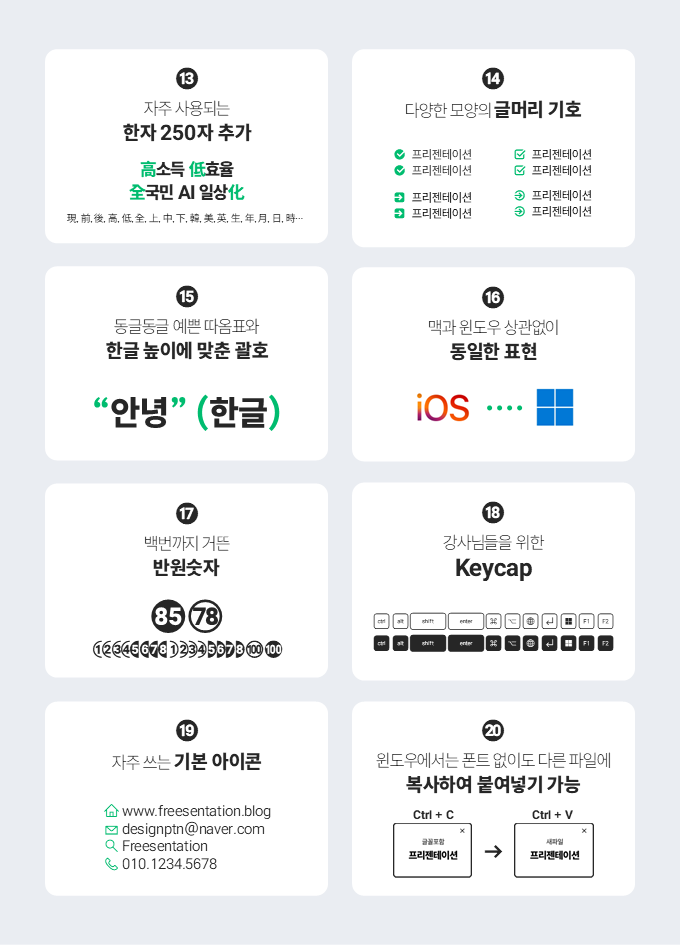 13
자주 사용되는
한자 250자 추가
高소득 低효율
全국민 AI 일상化
現, 前, 後, 高, 低, 全, 上, 中, 下, 韓, 美, 英, 生, 年, 月, 日, 時···
14
다양한 모양의 글머리 기호
프리젠테이션 프리젠테이션
프리젠테이션 프리젠테이션
프리젠테이션 프리젠테이션
프리젠테이션 프리젠테이션
15
동글동글 예쁜 따옴표와
한글 높이에 맞춘 괄호
“안녕” (한글)
16
맥과 윈도우 상관없이
동일한 표현
iOS
17
백번까지 거뜬
반원숫자
85 78
1 2 3 4 5 6 7 8 1 2 3 4 5 6 7 8 100 100
18
강사님들을 위한
Keycap
ctrl alt shift enter ⌘ ⌥ F1 F2
ctrl alt shift enter ⌘ ⌥ F1 F2
19
자주 쓰는 기본 아이콘
www.freesentation.blog
designptn@naver.com
Freesentation
010.1234.5678
20
윈도우에서는 폰트 없이도 다른 파일에
복사하여 붙여넣기 가능
Ctrl + C Ctrl + V
글꼴포함 새파일
프리젠테이션 프리젠테이션